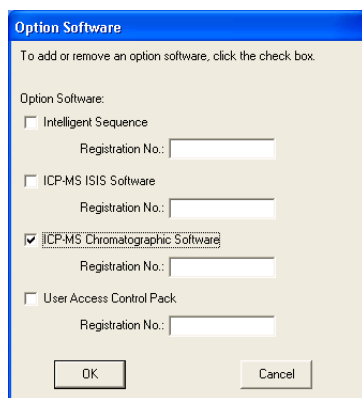 Option Software
To add or remove an option software, click the check box.
Option Software:
Intelligent Sequence
Registration No.:
ICP-MS ISIS Software
Registration No.:
ICP-MS Chromatographic Software
Registration No.:
User Access Control Pack
Registration No.:
OK Cancel